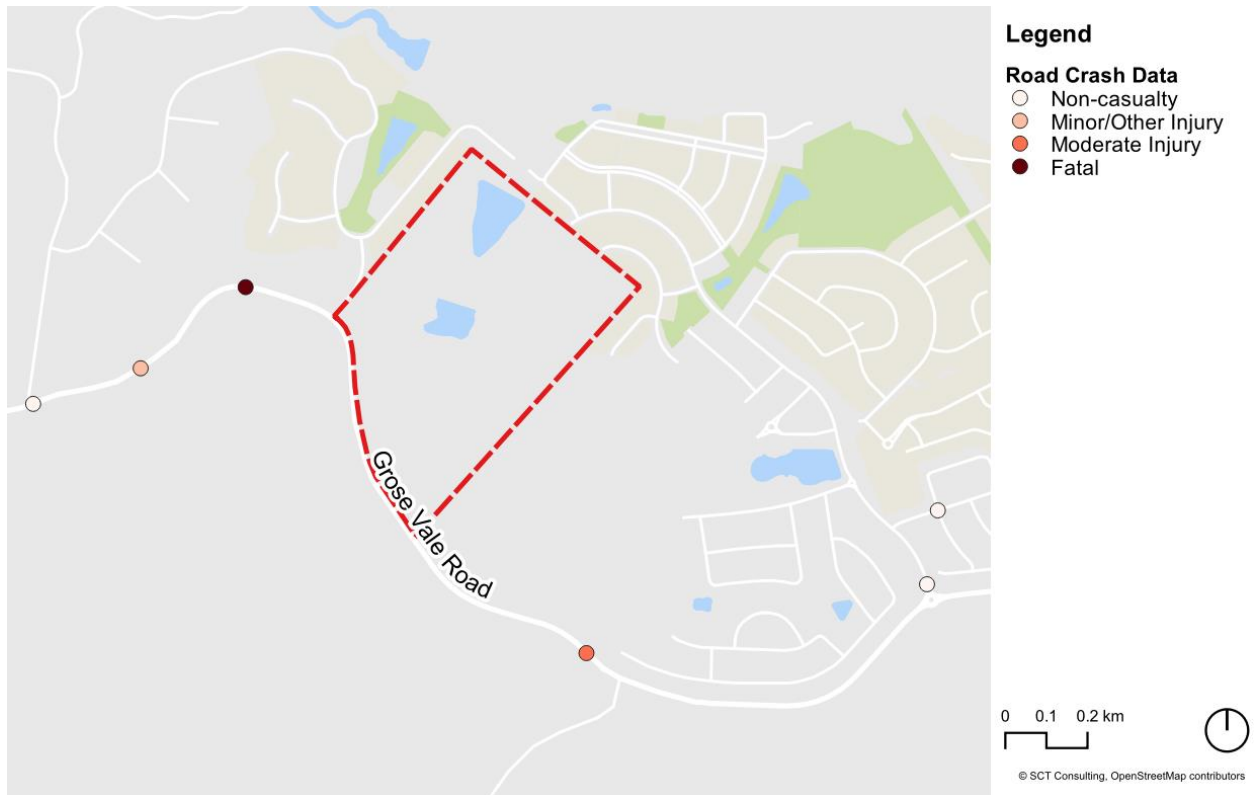 Legend
Road Crash Data
Non-casualty
Minor/Other Injury
Moderate Injury
Fatal
Grose Vale Road
0 0.1 0.2 km
© SCT Consulting, OpenStreetMap contributors